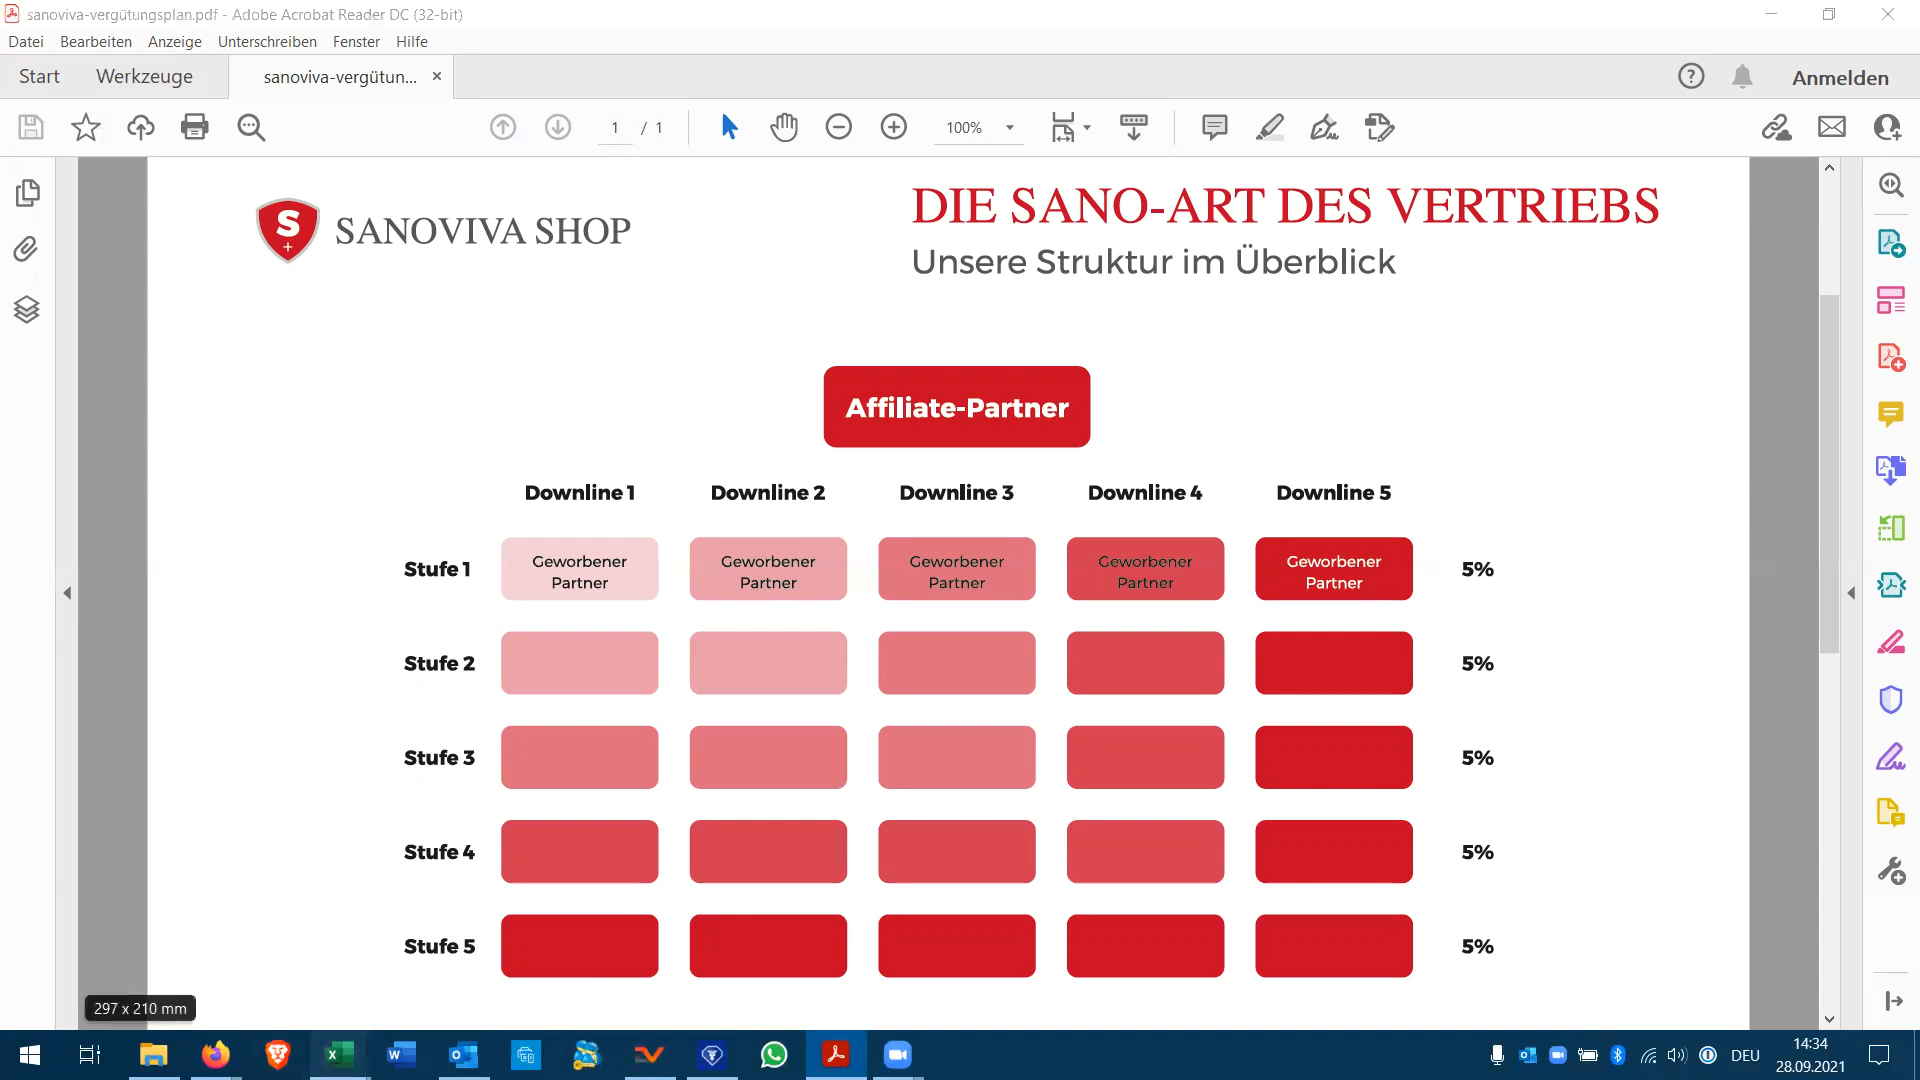 sanoviva-vergütungsplan.pdf - Adobe Acrobat Reader DC (32-bit)
Datei Bearbeiten Anzeige Unterschreiben Fenster Hilfe
Start Werkzeuge sanoviva-vergütun... × Anmelden
1 / 1 100%
S
+
SANOVIVA SHOP
DIE SANO-ART DES VERTRIEBS
Unsere Struktur im Überblick
Affiliate-Partner
Downline 1 Downline 2 Downline 3 Downline 4 Downline 5
Stufe 1 Geworbener Partner Geworbener Partner Geworbener Partner Geworbener Partner Geworbener Partner 5%
Stufe 2 5%
Stufe 3 5%
Stufe 4 5%
Stufe 5 5%
297 x 210 mm
DEU 14:34
28.09.2021